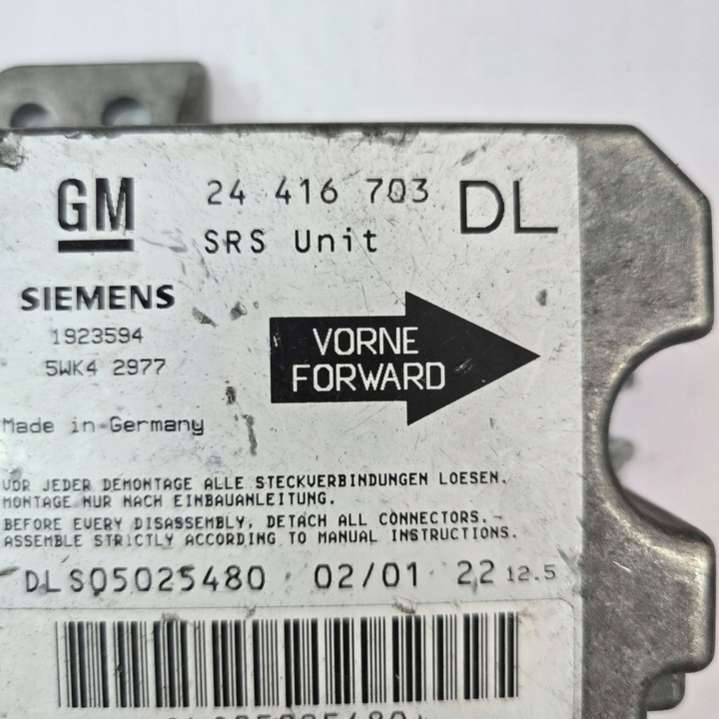 GM 24 416 703 DL
SRS Unit
SIEMENS
1923594
5WK4 2977
VORNE
FORWARD
Made in Germany
VOR JEDER DEMONTAGE ALLE STECKVERBINDUNGEN LOESEN.
MONTAGE NUR NACH EINBAUANLEITUNG.
BEFORE EVERY DISASSEMBLY, DETACH ALL CONNECTORS.
ASSEMBLE STRICTLY ACCORDING TO MANUAL INSTRUCTIONS.
DLSQ5025480 02/01 22 12.5